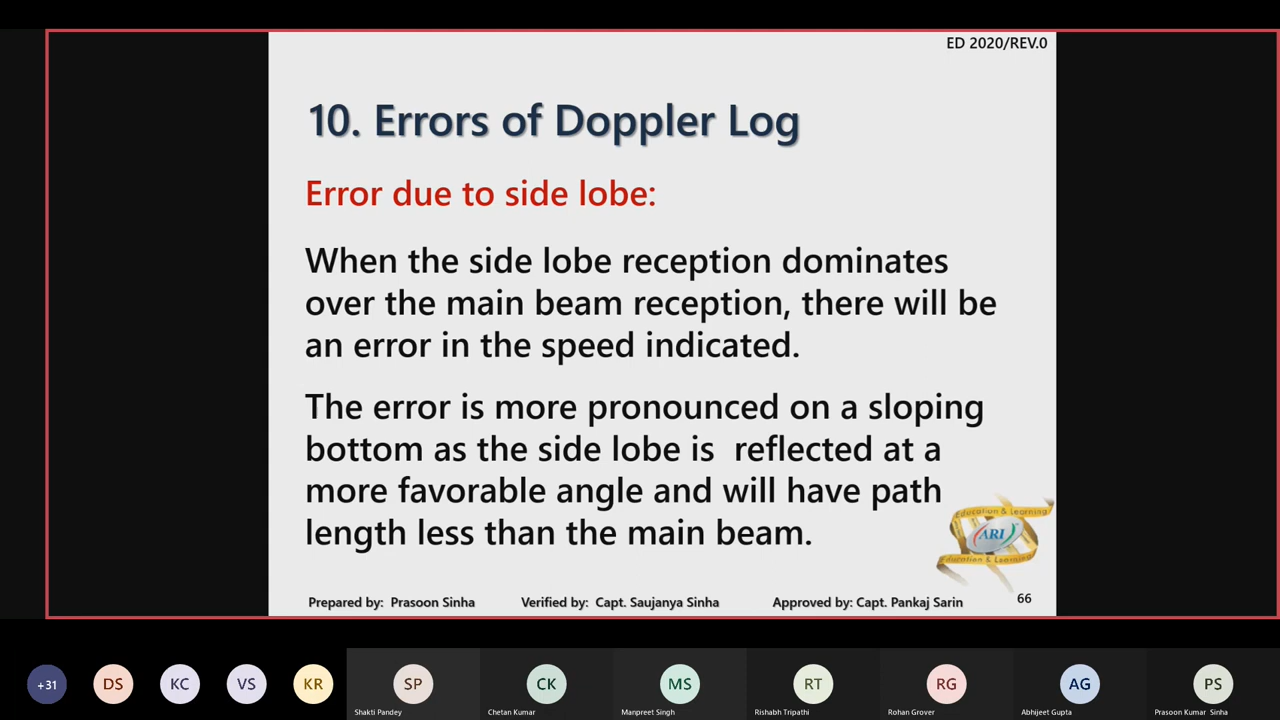 ED 2020/REV.0
10. Errors of Doppler Log
Error due to side lobe:
When the side lobe reception dominates
over the main beam reception, there will be
an error in the speed indicated.
The error is more pronounced on a sloping
bottom as the side lobe is  reflected at a
more favorable angle and will have path
length less than the main beam.
Education & Learning
ARI
Education & Learning
Prepared by:  Prasoon Sinha
Verified by:  Capt. Saujanya Sinha
Approved by: Capt. Pankaj Sarin
66
+31
DS
KC
VS
KR
SP
CK
MS
RT
RG
AG
PS
Shakti Pandey
Chetan Kumar
Manpreet Singh
Rishabh Tripathi
Rohan Grover
Abhijeet Gupta
Prasoon Kumar  Sinha